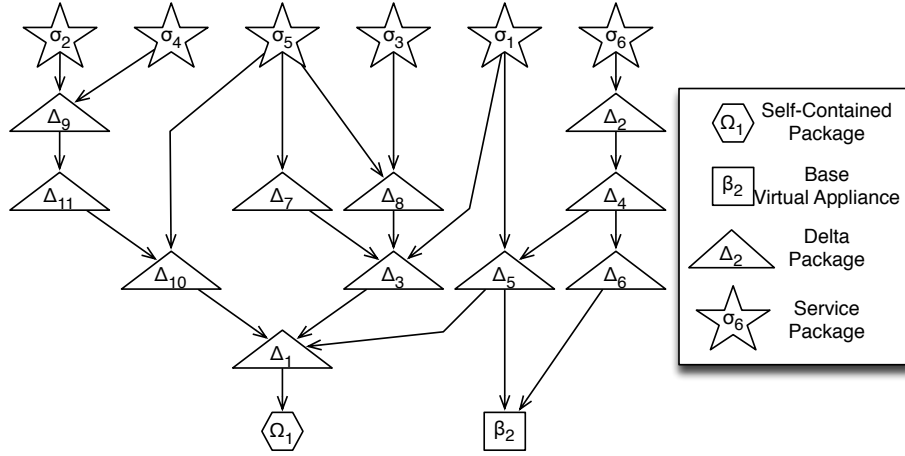 σ2 σ4 σ5 σ3 σ1 σ6
Δ9 Δ2
Δ11 Δ7 Δ8 Δ4
Δ10 Δ3 Δ5 Δ6
Δ1
Ω1 β2
Ω1 Self-Contained
Package
β2 Base
Virtual Appliance
Δ2 Delta
Package
σ6 Service
Package